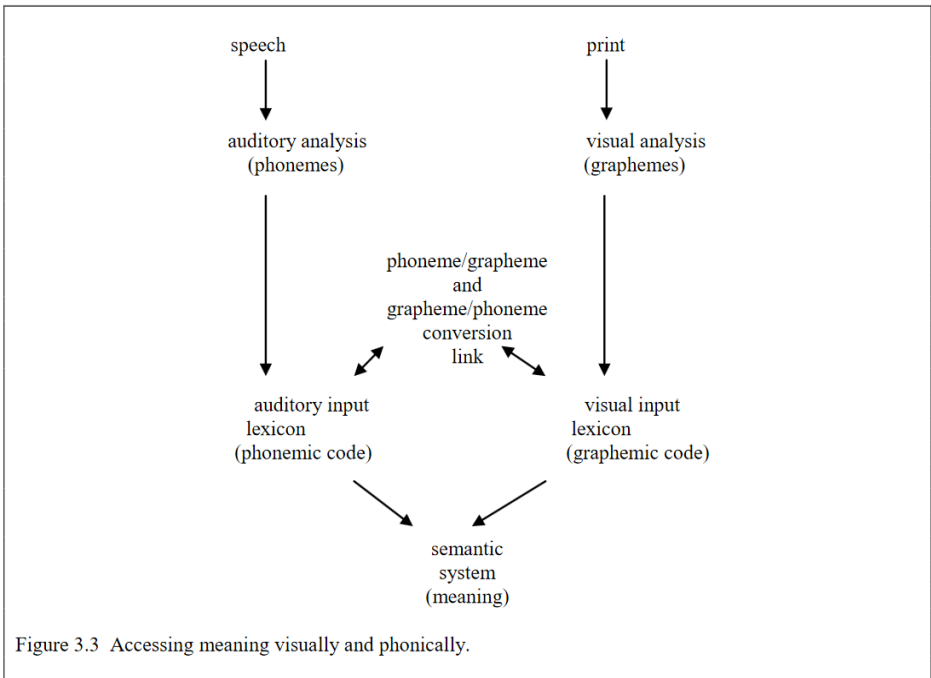 speech
print
auditory analysis
(phonemes)
visual analysis
(graphemes)
phoneme/grapheme
and
grapheme/phoneme
conversion
link
auditory input
lexicon
(phonemic code)
visual input
lexicon
(graphemic code)
semantic
system
(meaning)
Figure 3.3 Accessing meaning visually and phonically.